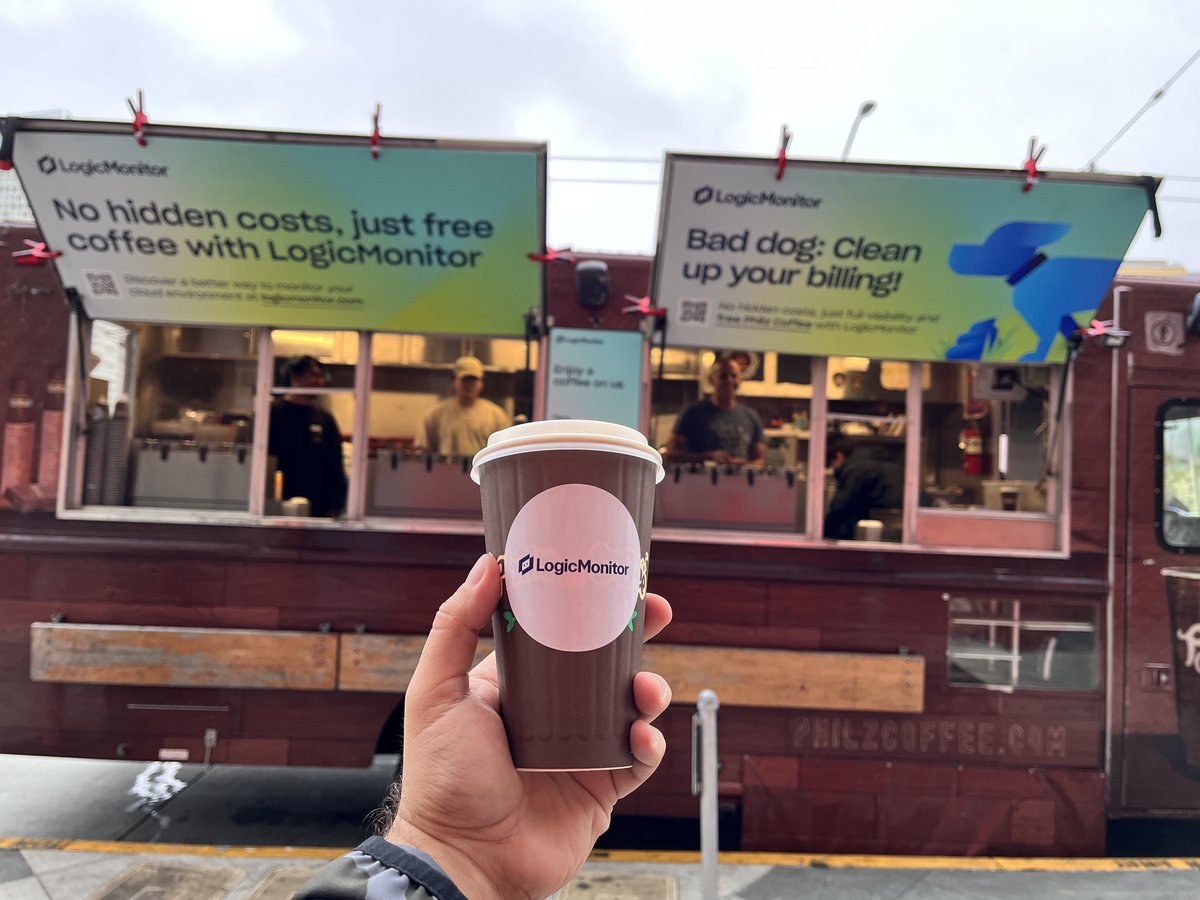 LogicMonitor
No hidden costs, just free
coffee with LogicMonitor
Discover a better way to monitor your
cloud environment at logicmonitor.com
LogicMonitor
Bad dog: Clean
up your billing!
No hidden costs, just full visibility and
free Philz Coffee with LogicMonitor
LogicMonitor
Enjoy a
coffee on us
LogicMonitor
PHILZCOFFEE.COM